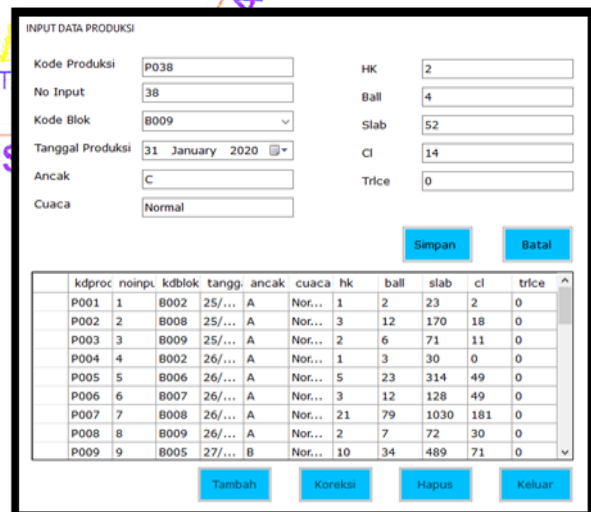 INPUT DATA PRODUKSI
Kode Produksi P038
No Input 38
Kode Blok B009
Tanggal Produksi 31 January 2020
Ancak C
Cuaca Normal
HK 2
Ball 4
Slab 52
Cl 14
Trlce 0
Simpan Batal
kdproc noinpu kdblok tangga ancak cuaca hk ball slab cl trlce
P001 1 B002 25/... A Nor... 1 2 23 2 0
P002 2 B008 25/... A Nor... 3 12 170 18 0
P003 3 B009 25/... A Nor... 2 6 71 11 0
P004 4 B002 26/... A Nor... 1 3 30 0 0
P005 5 B006 26/... A Nor... 5 23 314 49 0
P006 6 B007 26/... A Nor... 3 12 128 49 0
P007 7 B008 26/... A Nor... 21 79 1030 181 0
P008 8 B009 26/... A Nor... 2 7 72 30 0
P009 9 B005 27/... B Nor... 10 34 489 71 0
Tambah Koreksi Hapus Keluar